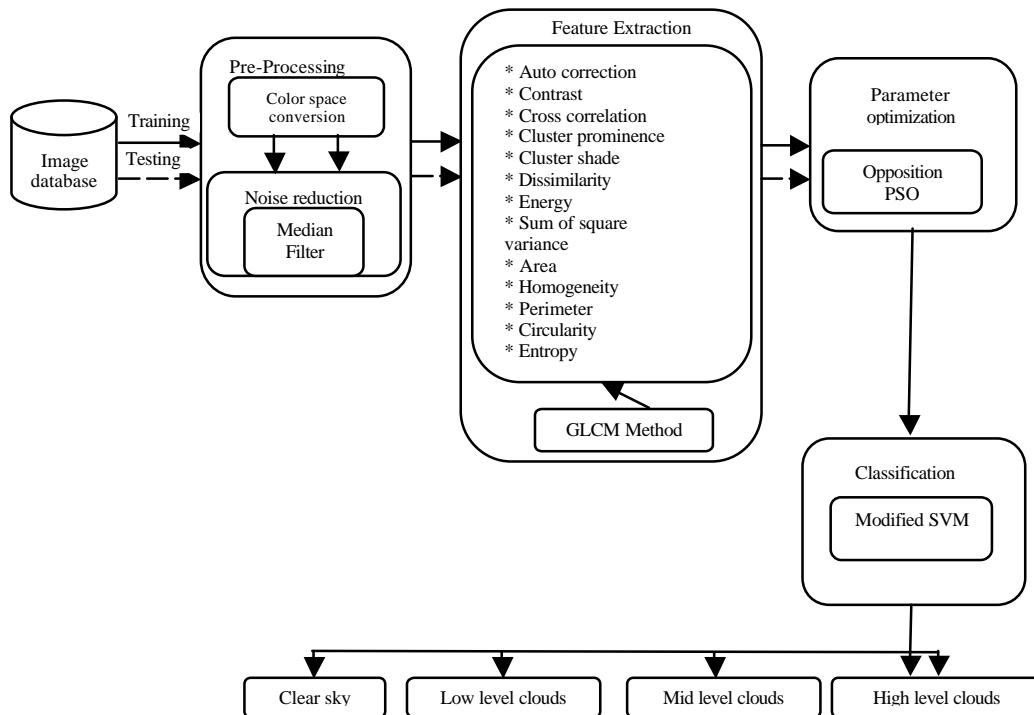 Image
database
Training
Testing
Pre-Processing
Color space
conversion
Noise reduction
Median
Filter
Feature Extraction
* Auto correction
* Contrast
* Cross correlation
* Cluster prominence
* Cluster shade
* Dissimilarity
* Energy
* Sum of square
variance
* Area
* Homogeneity
* Perimeter
* Circularity
* Entropy
GLCM Method
Parameter
optimization
Opposition
PSO
Classification
Modified SVM
Clear sky
Low level clouds
Mid level clouds
High level clouds